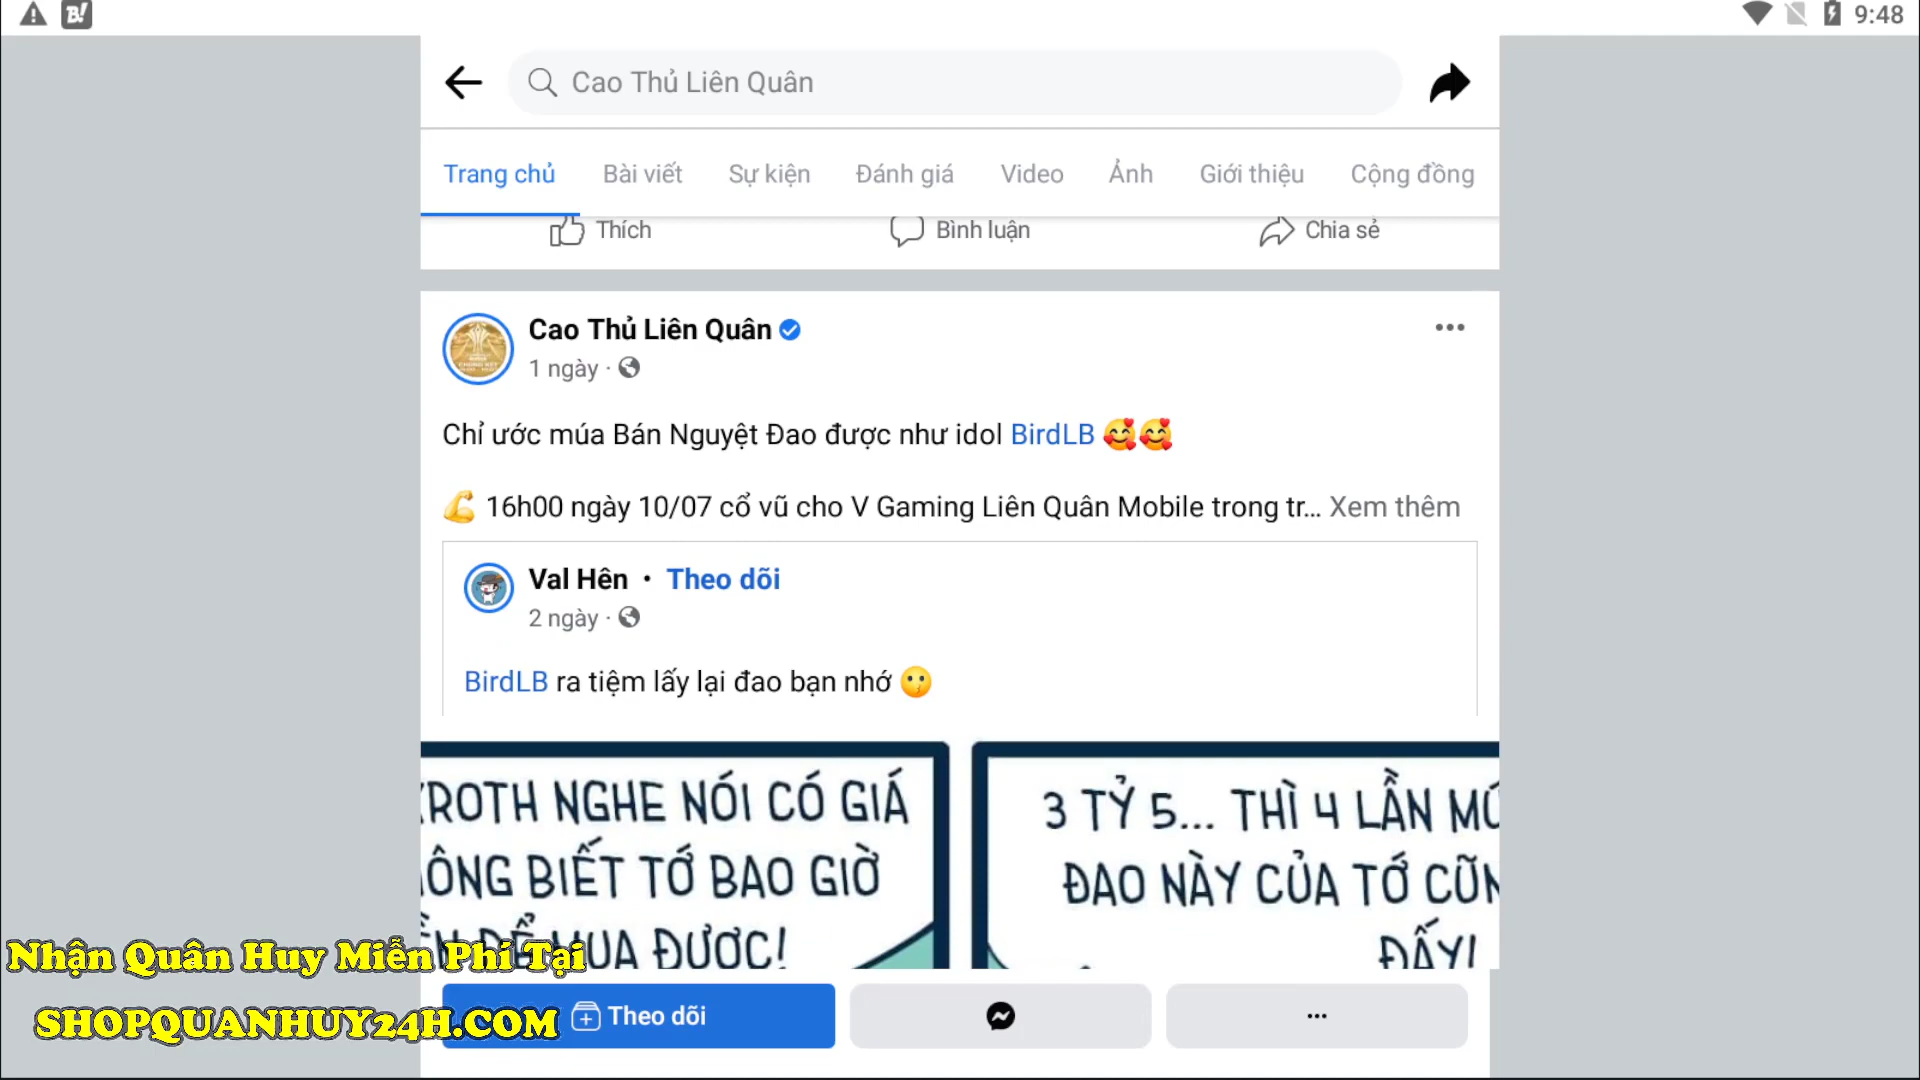 B!
9:48
Cao Thủ Liên Quân
Trang chủ Bài viết Sự kiện Đánh giá Video Ảnh Giới thiệu Cộng đồng
Thích Bình luận Chia sẻ
Cao Thủ Liên Quân
1 ngày ·
Chỉ ước múa Bán Nguyệt Đao được như idol BirdLB 🥰🥰
💪 16h00 ngày 10/07 cổ vũ cho V Gaming Liên Quân Mobile trong tr... Xem thêm
Val Hên • Theo dõi
2 ngày ·
BirdLB ra tiệm lấy lại đao bạn nhớ 😗
ROTH NGHE NÓI CÓ GIÁ
ÔNG BIẾT TỚ BAO GIỜ
ĐỂ MUA ĐƯỢC!
3 TỶ 5... THÌ 4 LẦN
ĐAO NÀY CỦA TỚ
ĐẤY!
Nhận Quân Huy Miễn Phí Tại
SHOPQUANHUY24H.COM
Theo dõi